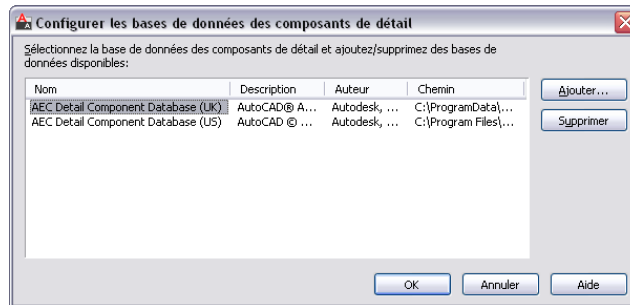 Configurer les bases de données des composants de détail
Sélectionnez la base de données des composants de détail et ajoutez/supprimez des bases de
données disponibles:
Nom Description Auteur Chemin
AEC Detail Component Database (UK) AutoCAD® A... Autodesk, ... C:\ProgramData\...
AEC Detail Component Database (US) AutoCAD © ... Autodesk, ... C:\Program Files\...
Ajouter...
Supprimer
OK Annuler Aide